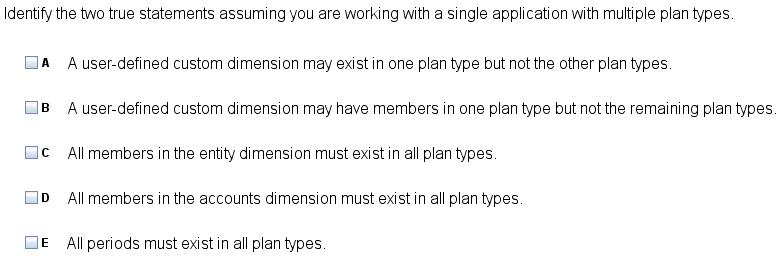 Identify the two true statements assuming you are working with a single application with multiple plan types.
A A user-defined custom dimension may exist in one plan type but not the other plan types.
B A user-defined custom dimension may have members in one plan type but not the remaining plan types.
C All members in the entity dimension must exist in all plan types.
D All members in the accounts dimension must exist in all plan types.
E All periods must exist in all plan types.